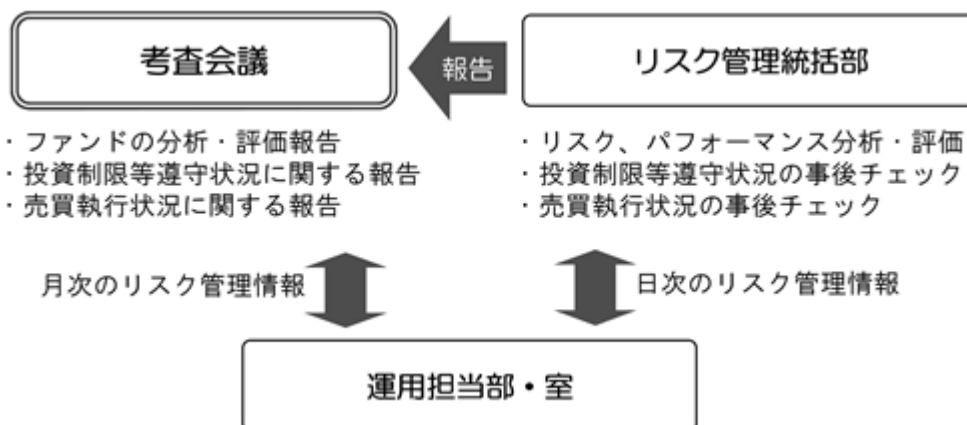 考査会議
報告
リスク管理統括部
・ファンドの分析・評価報告
・投資制限等遵守状況に関する報告
・売買執行状況に関する報告
・リスク、パフォーマンス分析・評価
・投資制限等遵守状況の事後チェック
・売買執行状況の事後チェック
月次のリスク管理情報
日次のリスク管理情報
運用担当部・室